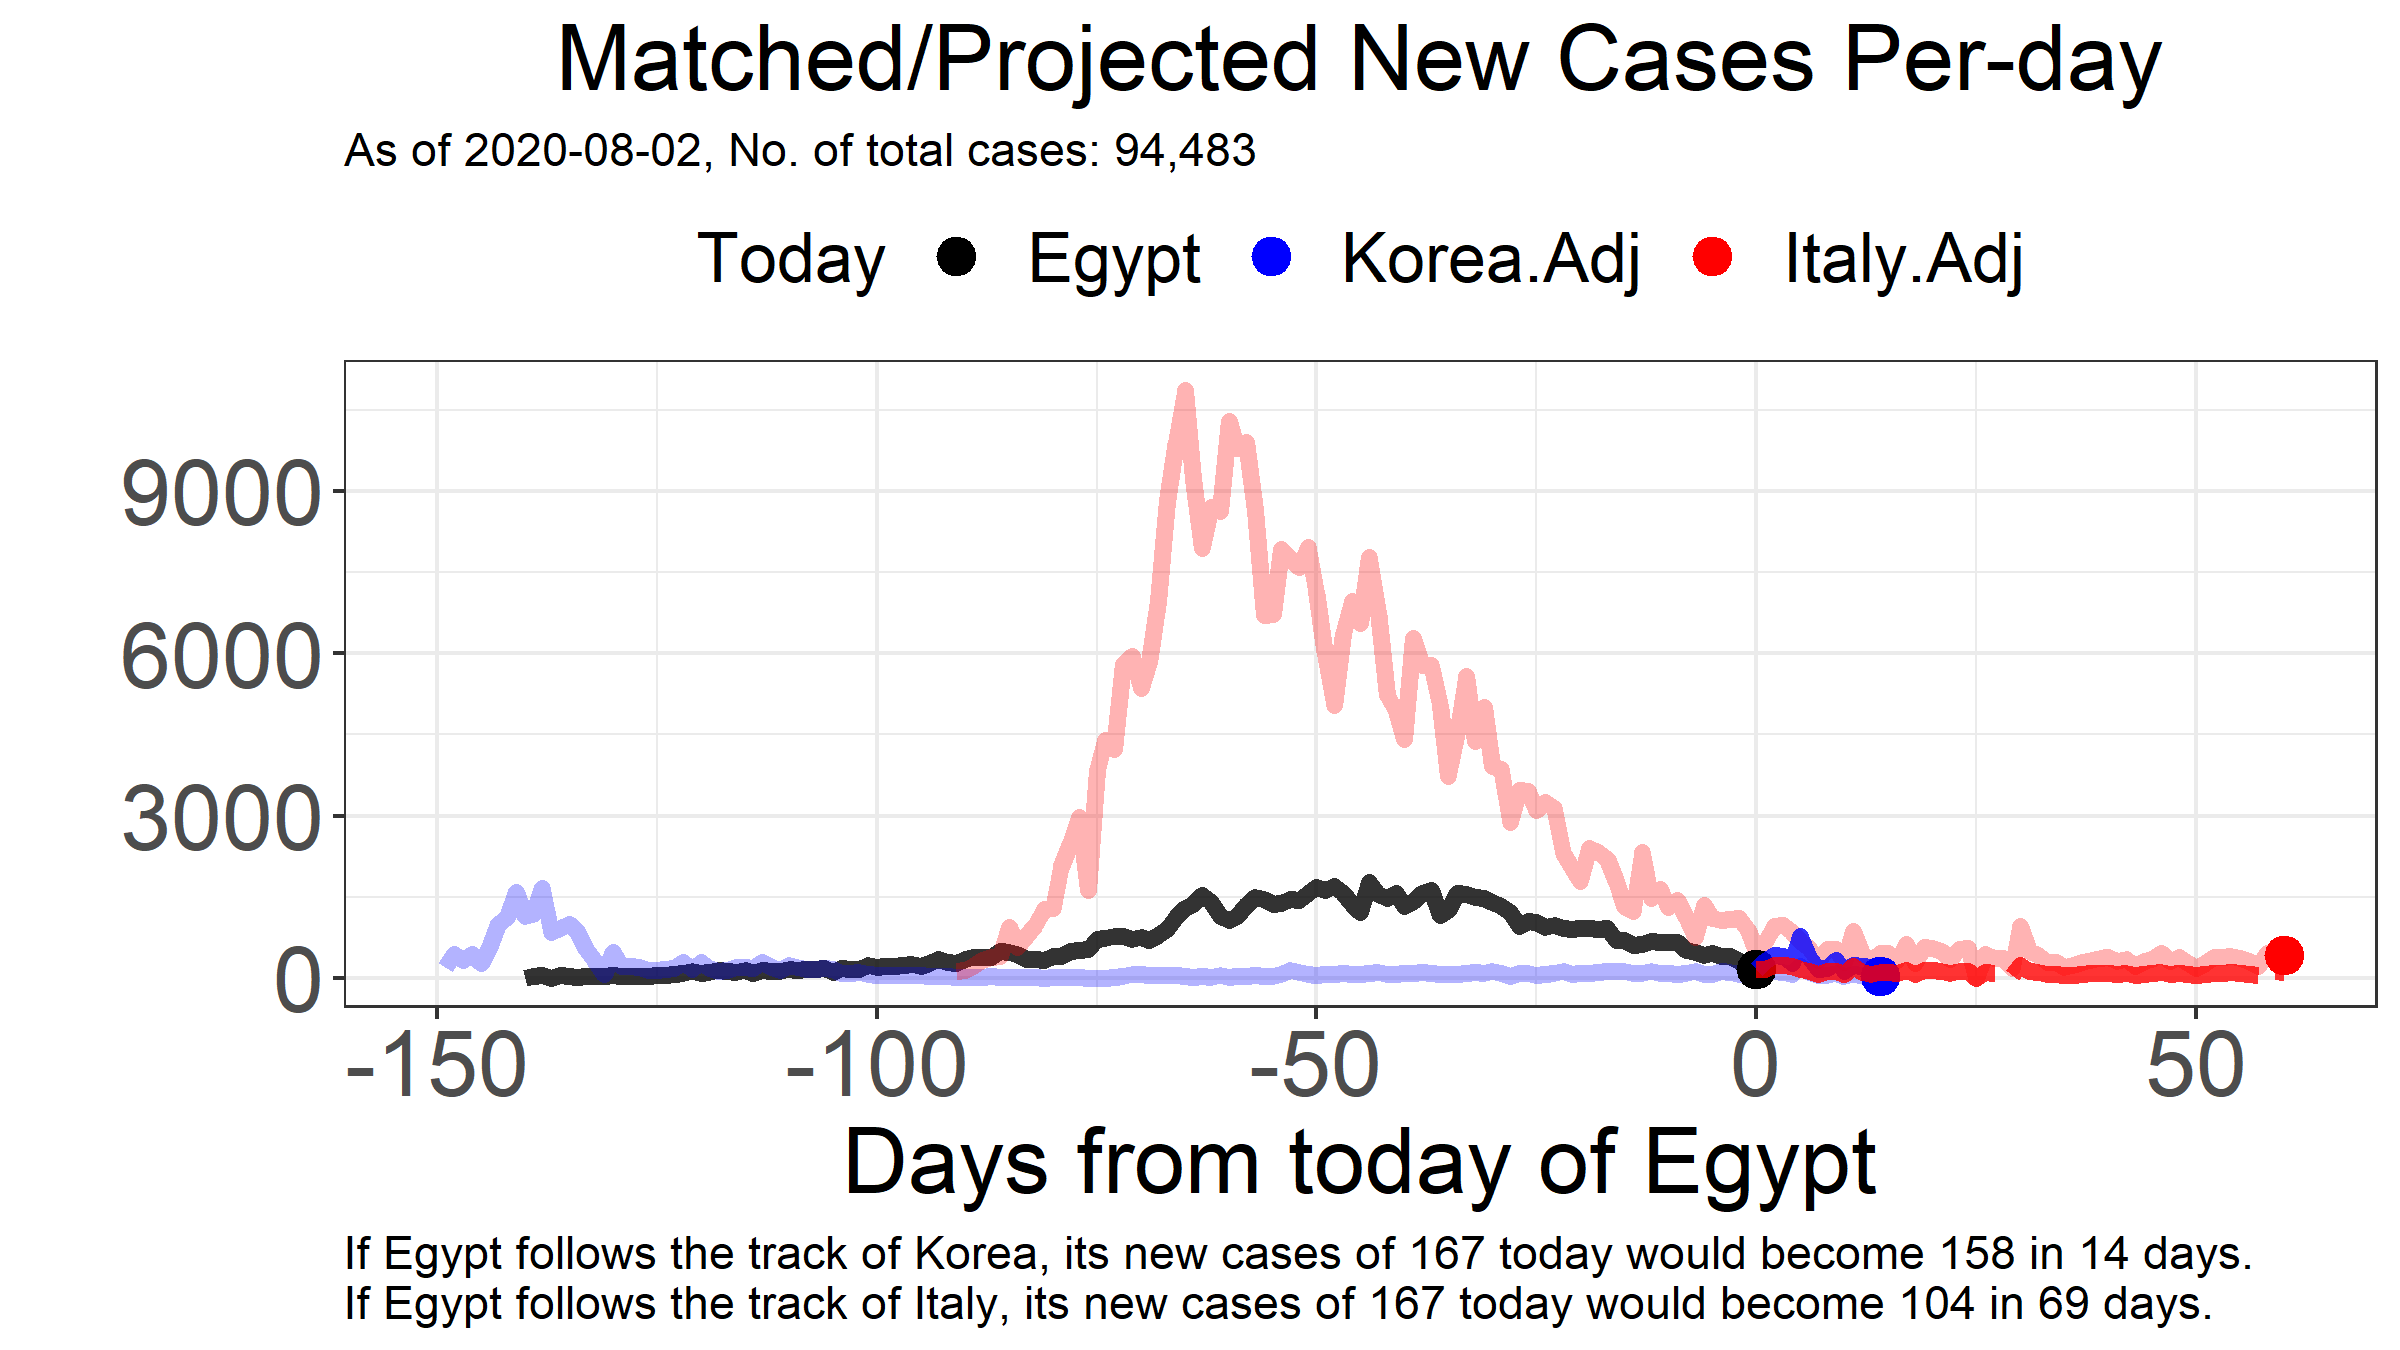 Matched/Projected New Cases Per-day
As of 2020-08-02, No. of total cases: 94,483
Today Egypt Korea.Adj Italy.Adj
9000
6000
3000
0
-150 -100 -50 0 50
Days from today of Egypt
If Egypt follows the track of Korea, its new cases of 167 today would become 158 in 14 days.
If Egypt follows the track of Italy, its new cases of 167 today would become 104 in 69 days.